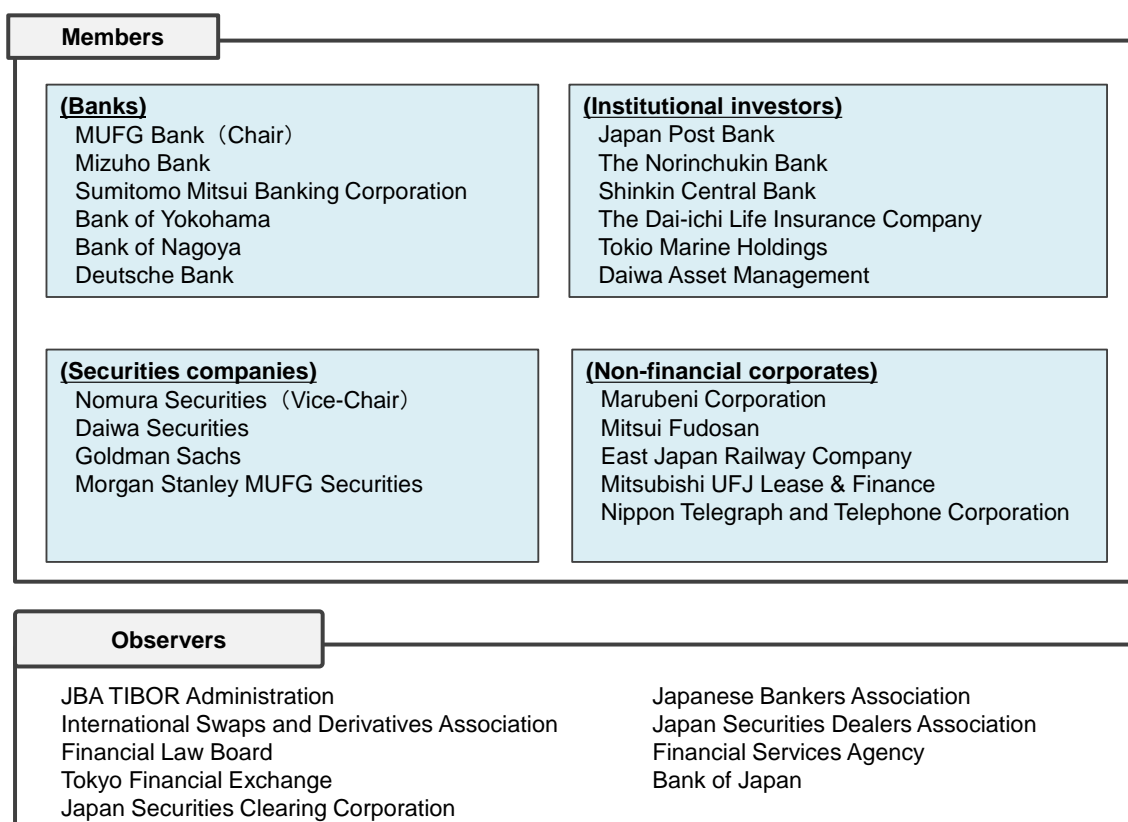 Members
(Banks)
MUFG Bank（Chair）
Mizuho Bank
Sumitomo Mitsui Banking Corporation
Bank of Yokohama
Bank of Nagoya
Deutsche Bank
(Institutional investors)
Japan Post Bank
The Norinchukin Bank
Shinkin Central Bank
The Dai-ichi Life Insurance Company
Tokio Marine Holdings
Daiwa Asset Management
(Securities companies)
Nomura Securities（Vice-Chair）
Daiwa Securities
Goldman Sachs
Morgan Stanley MUFG Securities
(Non-financial corporates)
Marubeni Corporation
Mitsui Fudosan
East Japan Railway Company
Mitsubishi UFJ Lease & Finance
Nippon Telegraph and Telephone Corporation
Observers
JBA TIBOR Administration
International Swaps and Derivatives Association
Financial Law Board
Tokyo Financial Exchange
Japan Securities Clearing Corporation
Japanese Bankers Association
Japan Securities Dealers Association
Financial Services Agency
Bank of Japan